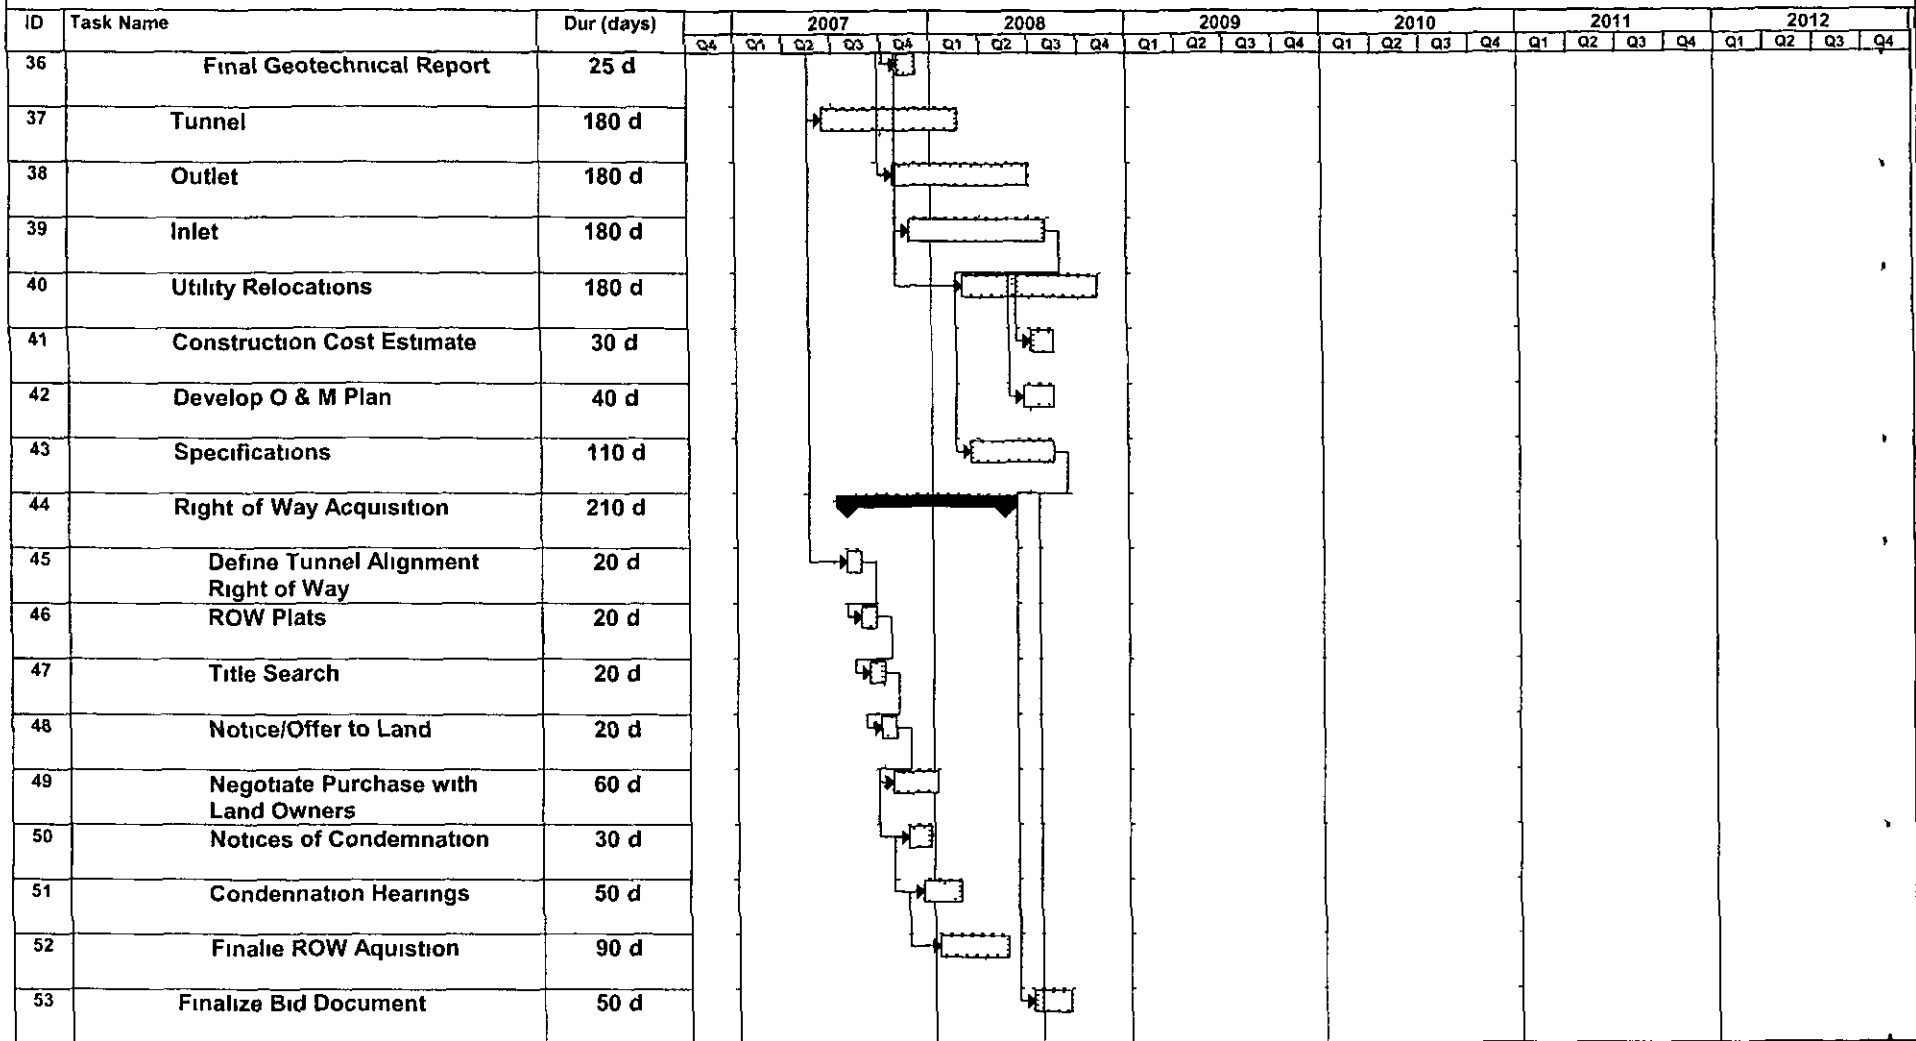 ID Task Name Dur (days) 2007 2008 2009 2010 2011 2012
Q4 Q1 Q2 Q3 Q4 Q1 Q2 Q3 Q4 Q1 Q2 Q3 Q4 Q1 Q2 Q3 Q4 Q1 Q2 Q3 Q4 Q1 Q2 Q3 Q4
36 Final Geotechnical Report 25 d
37 Tunnel 180 d
38 Outlet 180 d
39 Inlet 180 d
40 Utility Relocations 180 d
41 Construction Cost Estimate 30 d
42 Develop O & M Plan 40 d
43 Specifications 110 d
44 Right of Way Acquisition 210 d
45 Define Tunnel Alignment 20 d
Right of Way
46 ROW Plats 20 d
47 Title Search 20 d
48 Notice/Offer to Land 20 d
49 Negotiate Purchase with 60 d
Land Owners
50 Notices of Condemnation 30 d
51 Condennation Hearings 50 d
52 Finalie ROW Aquistion 90 d
53 Finalize Bid Document 50 d